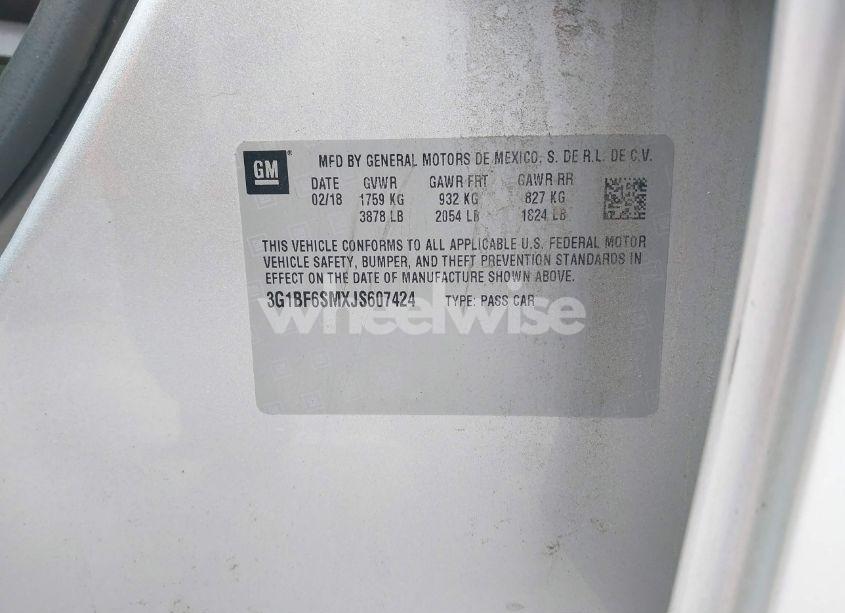 GM
MFD BY GENERAL MOTORS DE MEXICO, S. DE R.L. DE C.V.
DATE GVWR GAWR FRT GAWR RR
02/18 1759 KG 932 KG 827 KG
3878 LB 2054 LB 1824 LB
THIS VEHICLE CONFORMS TO ALL APPLICABLE U.S. FEDERAL MOTOR
VEHICLE SAFETY, BUMPER, AND THEFT PREVENTION STANDARDS IN
EFFECT ON THE DATE OF MANUFACTURE SHOWN ABOVE.
3G1BF6SMXJS607424 TYPE: PASS CAR
wheelwise